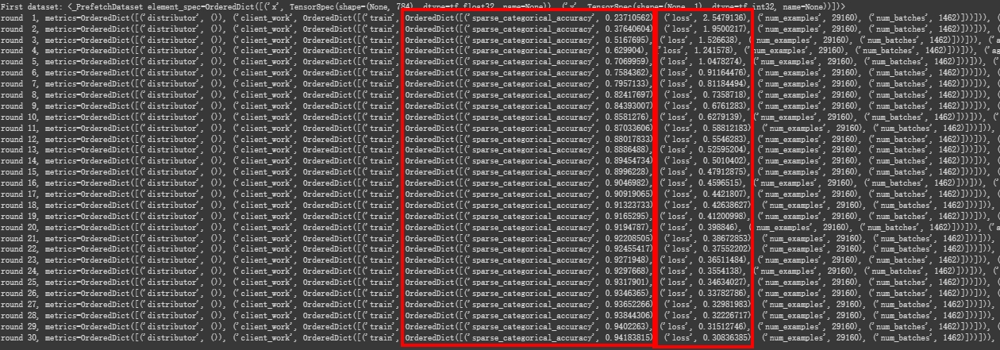 First dataset: <_PrefetchDataset element_spec=OrderedDict([('x', TensorSpec(shape=(None, 784), dtype=tf.float32, name=None)), ('y', TensorSpec(shape=(None, 1), dtype=tf.int32, name=None))])>
round  1, metrics=OrderedDict([('distributor', ()), ('client_work', OrderedDict([('train', OrderedDict([('sparse_categorical_accuracy', 0.23710562), ('loss', 2.5479136), ('num_examples', 29160), ('num_batches', 1462)]))])),
round  2, metrics=OrderedDict([('distributor', ()), ('client_work', OrderedDict([('train', OrderedDict([('sparse_categorical_accuracy', 0.37640604), ('loss', 1.9500217), ('num_examples', 29160), ('num_batches', 1462)]))])),
round  3, metrics=OrderedDict([('distributor', ()), ('client_work', OrderedDict([('train', OrderedDict([('sparse_categorical_accuracy', 0.5167695), ('loss', 1.526638), ('num_examples', 29160), ('num_batches', 1462)]))])), ('a
round  4, metrics=OrderedDict([('distributor', ()), ('client_work', OrderedDict([('train', OrderedDict([('sparse_categorical_accuracy', 0.629904), ('loss', 1.241578), ('num_examples', 29160), ('num_batches', 1462)]))])), ('ag
round  5, metrics=OrderedDict([('distributor', ()), ('client_work', OrderedDict([('train', OrderedDict([('sparse_categorical_accuracy', 0.7069959), ('loss', 1.0478274), ('num_examples', 29160), ('num_batches', 1462)]))])), (
round  6, metrics=OrderedDict([('distributor', ()), ('client_work', OrderedDict([('train', OrderedDict([('sparse_categorical_accuracy', 0.7584362), ('loss', 0.91164476), ('num_examples', 29160), ('num_batches', 1462)]))])),
round  7, metrics=OrderedDict([('distributor', ()), ('client_work', OrderedDict([('train', OrderedDict([('sparse_categorical_accuracy', 0.7957133), ('loss', 0.81184494), ('num_examples', 29160), ('num_batches', 1462)]))])),
round  8, metrics=OrderedDict([('distributor', ()), ('client_work', OrderedDict([('train', OrderedDict([('sparse_categorical_accuracy', 0.82417697), ('loss', 0.7358718), ('num_examples', 29160), ('num_batches', 1462)]))])),
round  9, metrics=OrderedDict([('distributor', ()), ('client_work', OrderedDict([('train', OrderedDict([('sparse_categorical_accuracy', 0.84393007), ('loss', 0.6761283), ('num_examples', 29160), ('num_batches', 1462)]))])),
round 10, metrics=OrderedDict([('distributor', ()), ('client_work', OrderedDict([('train', OrderedDict([('sparse_categorical_accuracy', 0.8581276), ('loss', 0.6279139), ('num_examples', 29160), ('num_batches', 1462)]))])), (
round 11, metrics=OrderedDict([('distributor', ()), ('client_work', OrderedDict([('train', OrderedDict([('sparse_categorical_accuracy', 0.87033606), ('loss', 0.58812183), ('num_examples', 29160), ('num_batches', 1462)]))])),
round 12, metrics=OrderedDict([('distributor', ()), ('client_work', OrderedDict([('train', OrderedDict([('sparse_categorical_accuracy', 0.88017833), ('loss', 0.5546283), ('num_examples', 29160), ('num_batches', 1462)]))])),
round 13, metrics=OrderedDict([('distributor', ()), ('client_work', OrderedDict([('train', OrderedDict([('sparse_categorical_accuracy', 0.8886488), ('loss', 0.52595204), ('num_examples', 29160), ('num_batches', 1462)]))])),
round 14, metrics=OrderedDict([('distributor', ()), ('client_work', OrderedDict([('train', OrderedDict([('sparse_categorical_accuracy', 0.89454734), ('loss', 0.5010402), ('num_examples', 29160), ('num_batches', 1462)]))])),
round 15, metrics=OrderedDict([('distributor', ()), ('client_work', OrderedDict([('train', OrderedDict([('sparse_categorical_accuracy', 0.8996228), ('loss', 0.47912875), ('num_examples', 29160), ('num_batches', 1462)]))])),
round 16, metrics=OrderedDict([('distributor', ()), ('client_work', OrderedDict([('train', OrderedDict([('sparse_categorical_accuracy', 0.9046982), ('loss', 0.4596515), ('num_examples', 29160), ('num_batches', 1462)]))])), (
round 17, metrics=OrderedDict([('distributor', ()), ('client_work', OrderedDict([('train', OrderedDict([('sparse_categorical_accuracy', 0.90919065), ('loss', 0.4421807), ('num_examples', 29160), ('num_batches', 1462)]))])),
round 18, metrics=OrderedDict([('distributor', ()), ('client_work', OrderedDict([('train', OrderedDict([('sparse_categorical_accuracy', 0.91323733), ('loss', 0.42638627), ('num_examples', 29160), ('num_batches', 1462)]))])),
round 19, metrics=OrderedDict([('distributor', ()), ('client_work', OrderedDict([('train', OrderedDict([('sparse_categorical_accuracy', 0.9165295), ('loss', 0.41200998), ('num_examples', 29160), ('num_batches', 1462)]))])),
round 20, metrics=OrderedDict([('distributor', ()), ('client_work', OrderedDict([('train', OrderedDict([('sparse_categorical_accuracy', 0.9194787), ('loss', 0.398846), ('num_examples', 29160), ('num_batches', 1462)]))])), ('a
round 21, metrics=OrderedDict([('distributor', ()), ('client_work', OrderedDict([('train', OrderedDict([('sparse_categorical_accuracy', 0.92208505), ('loss', 0.38672853), ('num_examples', 29160), ('num_batches', 1462)]))])),
round 22, metrics=OrderedDict([('distributor', ()), ('client_work', OrderedDict([('train', OrderedDict([('sparse_categorical_accuracy', 0.92455417), ('loss', 0.37552202), ('num_examples', 29160), ('num_batches', 1462)]))])),
round 23, metrics=OrderedDict([('distributor', ()), ('client_work', OrderedDict([('train', OrderedDict([('sparse_categorical_accuracy', 0.9271948), ('loss', 0.36511484), ('num_examples', 29160), ('num_batches', 1462)]))])),
round 24, metrics=OrderedDict([('distributor', ()), ('client_work', OrderedDict([('train', OrderedDict([('sparse_categorical_accuracy', 0.9297668), ('loss', 0.3554138), ('num_examples', 29160), ('num_batches', 1462)]))])), (
round 25, metrics=OrderedDict([('distributor', ()), ('client_work', OrderedDict([('train', OrderedDict([('sparse_categorical_accuracy', 0.9317901), ('loss', 0.34634027), ('num_examples', 29160), ('num_batches', 1462)]))])),
round 26, metrics=OrderedDict([('distributor', ()), ('client_work', OrderedDict([('train', OrderedDict([('sparse_categorical_accuracy', 0.9346365), ('loss', 0.33782786), ('num_examples', 29160), ('num_batches', 1462)]))])),
round 27, metrics=OrderedDict([('distributor', ()), ('client_work', OrderedDict([('train', OrderedDict([('sparse_categorical_accuracy', 0.93652266), ('loss', 0.32981983), ('num_examples', 29160), ('num_batches', 1462)]))])),
round 28, metrics=OrderedDict([('distributor', ()), ('client_work', OrderedDict([('train', OrderedDict([('sparse_categorical_accuracy', 0.93844306), ('loss', 0.32226717), ('num_examples', 29160), ('num_batches', 1462)]))])),
round 29, metrics=OrderedDict([('distributor', ()), ('client_work', OrderedDict([('train', OrderedDict([('sparse_categorical_accuracy', 0.9402263), ('loss', 0.31512746), ('num_examples', 29160), ('num_batches', 1462)]))])),
round 30, metrics=OrderedDict([('distributor', ()), ('client_work', OrderedDict([('train', OrderedDict([('sparse_categorical_accuracy', 0.94183815), ('loss', 0.30836385), ('num_examples', 29160), ('num_batches', 1462)]))])),